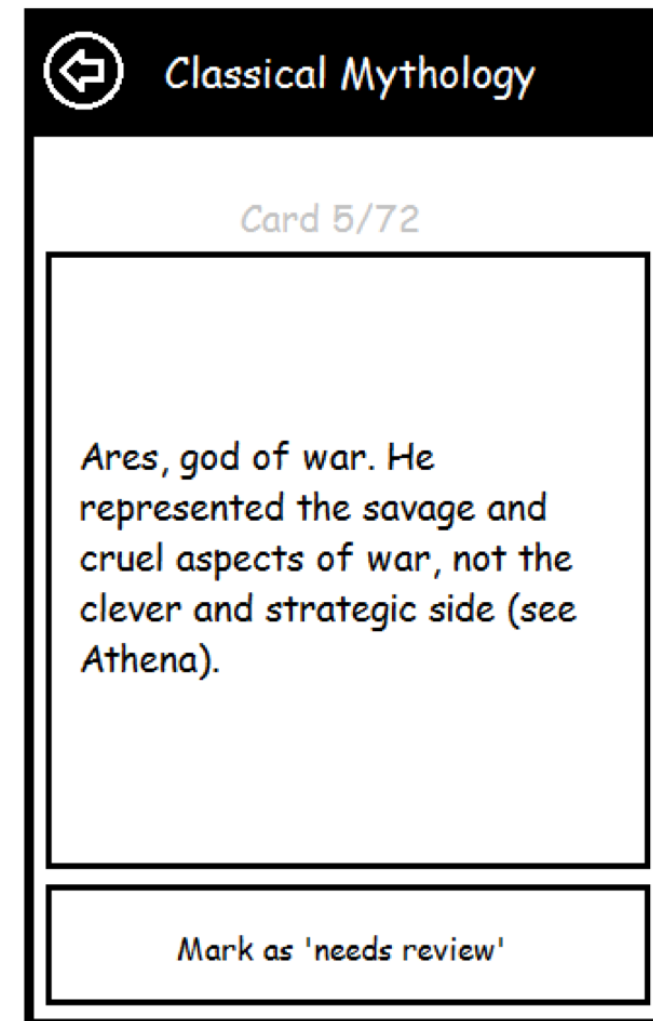 Classical Mythology
Card 5/72
Ares, god of war. He
represented the savage and
cruel aspects of war, not the
clever and strategic side (see
Athena).
Mark as 'needs review'